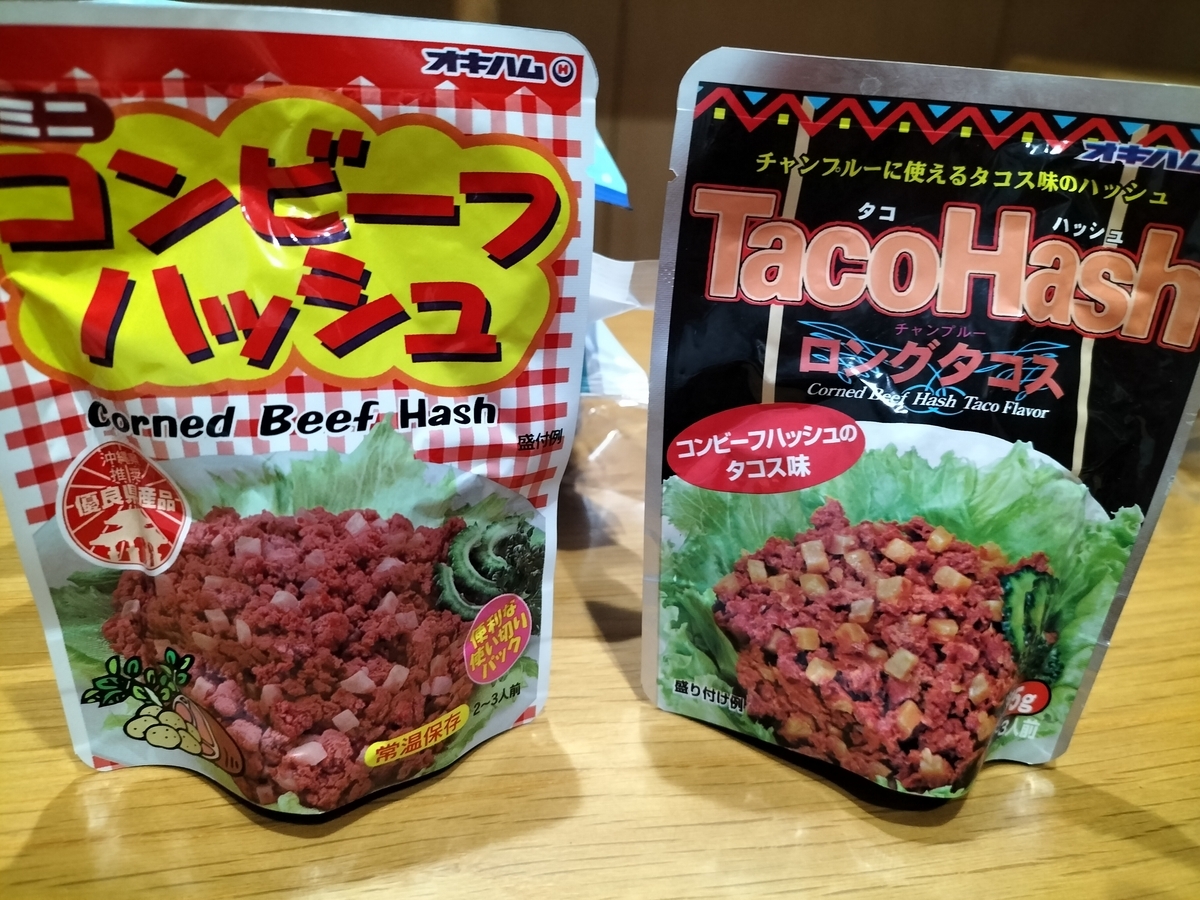 オキハム
ミニ
コンビーフ
ハッシュ
Corned Beef Hash
盛付例
沖縄県
推奨
優良県産品
便利な
使い切り
パック
2～3人前
常温保存
オキハム
チャンプルーに使えるタコス味のハッシュ
タコ ハッシュ
TacoHash
チャンプルー
ロングタコス
Corned Beef Hash Taco Flavor
コンビーフハッシュの
タコス味
盛り付け例
5g
3人前